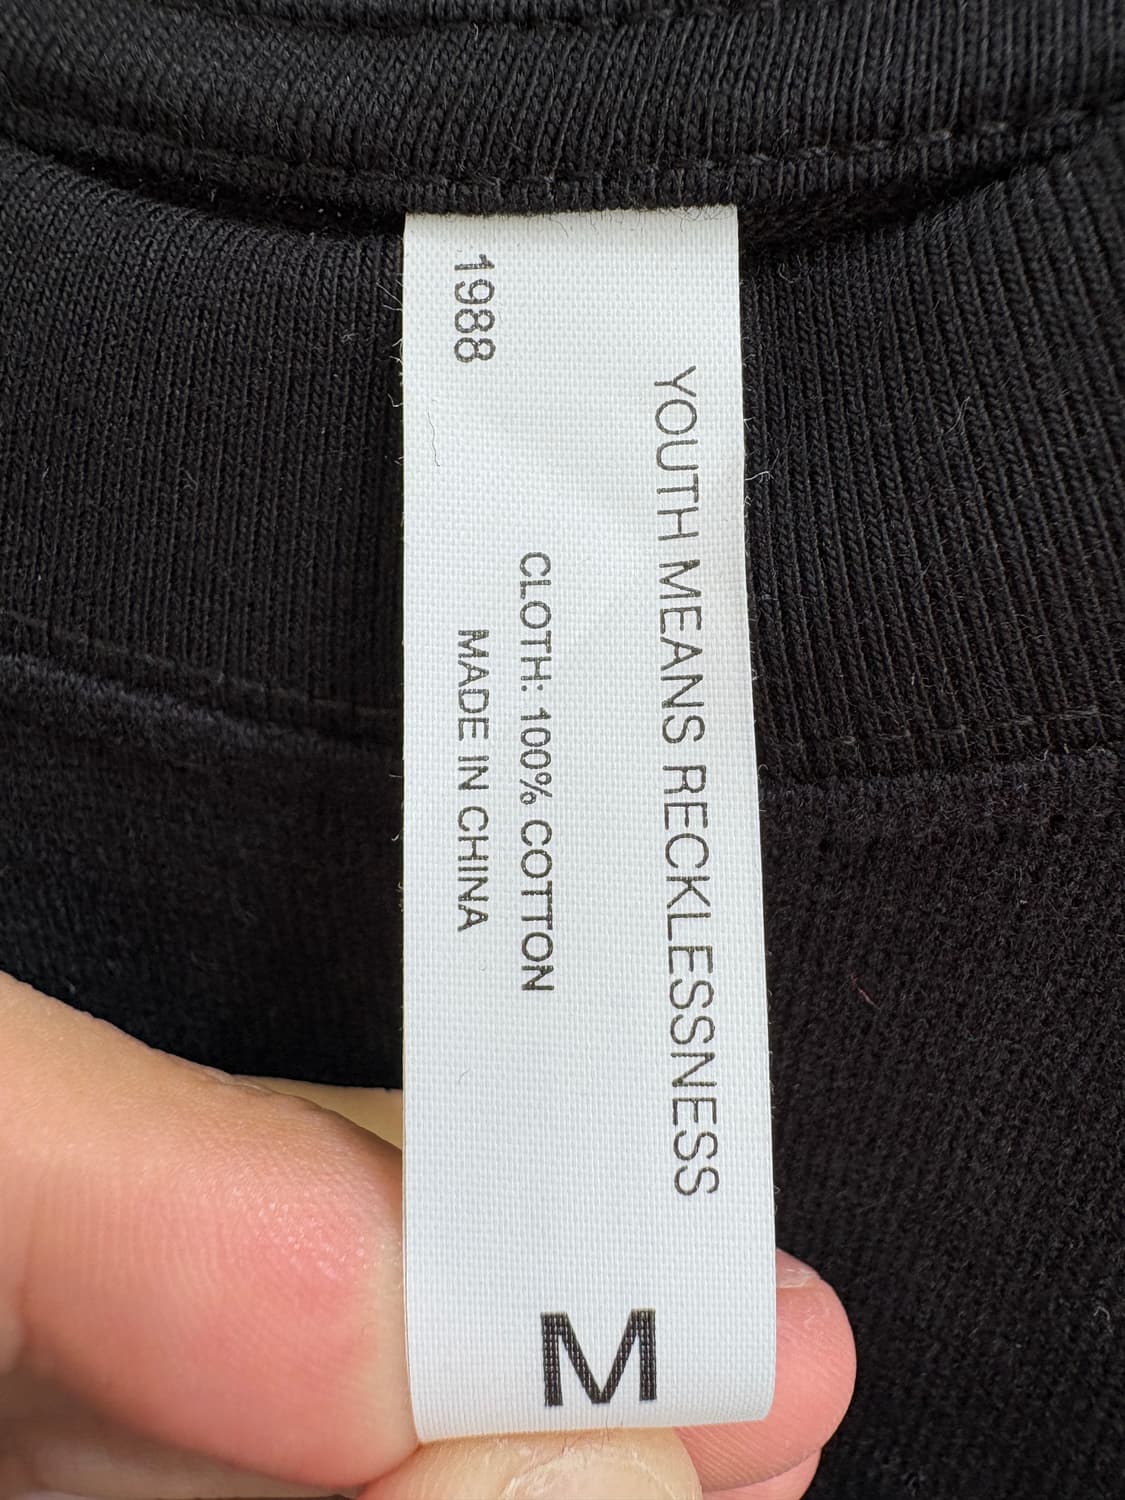 YOUTH MEANS RECKLESSNESS
CLOTH: 100% COTTON
MADE IN CHINA
1988
M